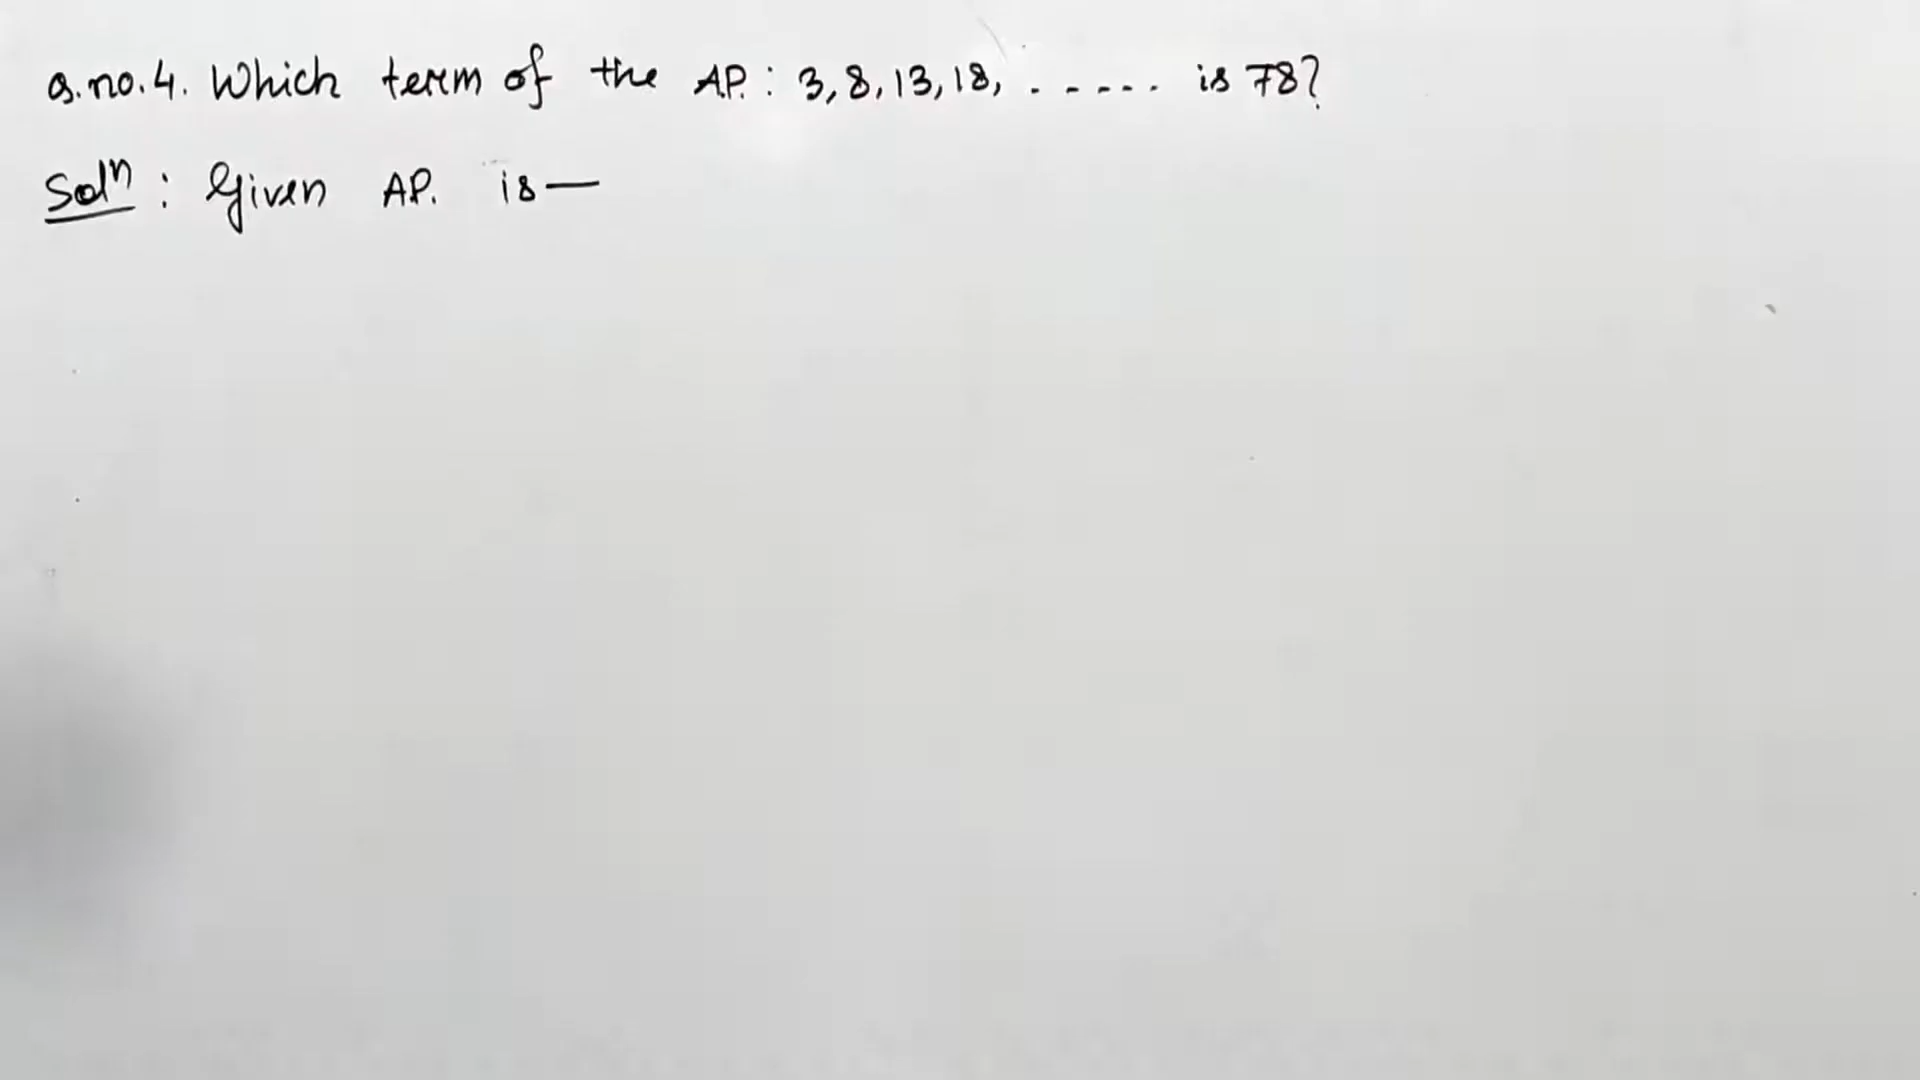 Q.no.4. Which term of the AP.: 3, 8, 13, 18, ..... is 78?
Solⁿ : Given AP. is —